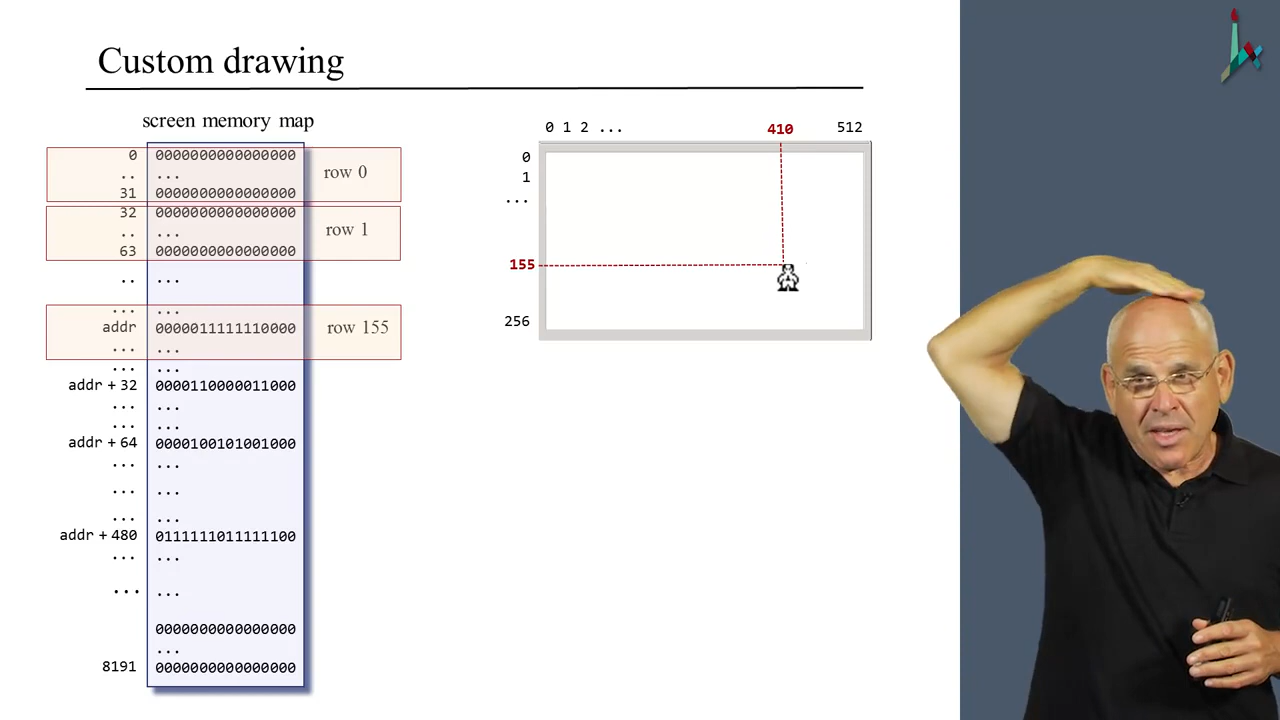 Custom drawing
screen memory map
0 0000000000000000
.. ...
31 0000000000000000
row 0
32 0000000000000000
.. ...
63 0000000000000000
row 1
.. ...
... ...
addr 0000011111110000
... ...
row 155
... ...
addr + 32 0000110000011000
... ...
... ...
addr + 64 0000100101001000
... ...
... ...
... ...
addr + 480 0111111011111100
... ...
... ...
0000000000000000
...
8191 0000000000000000
0 1 2 ... 410 512
0
1
...
155
256